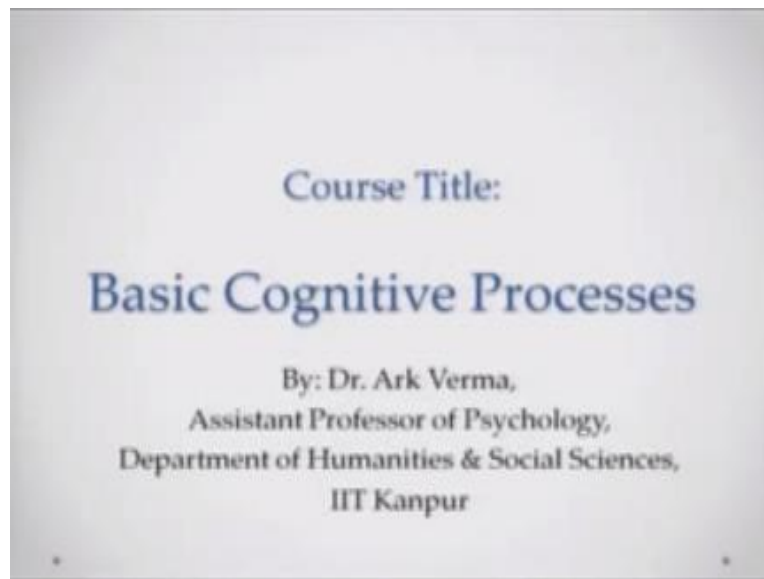 Course Title:
Basic Cognitive Processes
By: Dr. Ark Verma,
Assistant Professor of Psychology,
Department of Humanities & Social Sciences,
IIT Kanpur